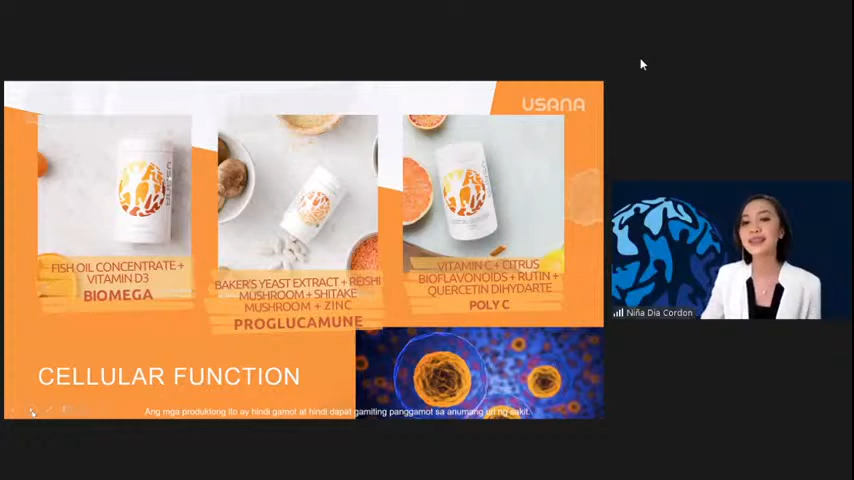 USANA
FISH OIL CONCENTRATE +
VITAMIN D3
BIOMEGA
BAKER'S YEAST EXTRACT + REISHI
MUSHROOM + SHITAKE
MUSHROOM + ZINC
PROGLUCAMUNE
VITAMIN C + CITRUS
BIOFLAVONOIDS + RUTIN +
QUERCETIN DIHYDARTE
POLY C
CELLULAR FUNCTION
Ang mga produktong ito ay hindi gamot at hindi dapat gamiting panggamot sa anumang uri ng sakit.
Niña Dia Cordon